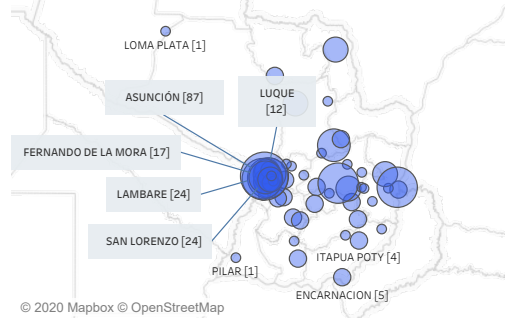 LOMA PLATA [1]
ASUNCIÓN [87]
LUQUE
[12]
FERNANDO DE LA MORA [17]
LAMBARE [24]
SAN LORENZO [24]
PILAR [1]
ITAPUA POTY [4]
ENCARNACION [5]
© 2020 Mapbox © OpenStreetMap